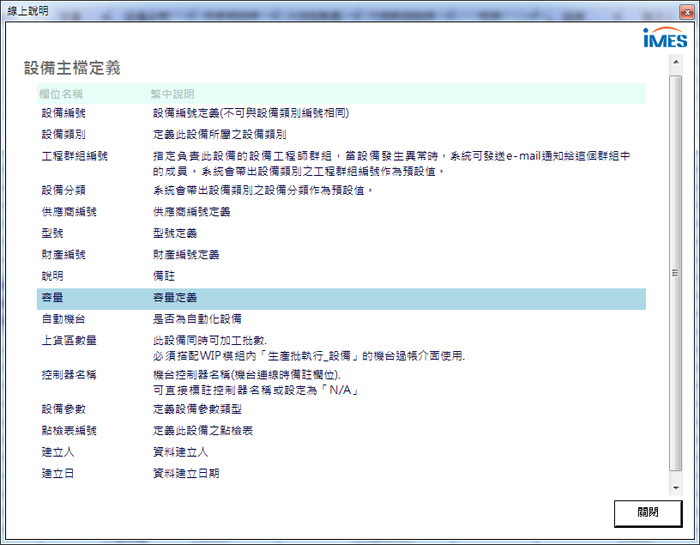 線上說明
iMES
設備主檔定義
欄位名稱 繫中說明
設備編號 設備編號定義(不可與設備類別編號相同)
設備類別 定義此設備所屬之設備類別
工程群組編號 指定負責此設備的設備工程師群組，當設備發生異常時，系統可發送e-mail通知給這個群組中
的成員。系統會帶出設備類別之工程群組編號作為預設值。
設備分類 系統會帶出設備類別之設備分類作為預設值。
供應商編號 供應商編號定義
型號 型號定義
財產編號 財產編號定義
說明 備註
容量 容量定義
自動機台 是否為自動化設備
上貨區數量 此設備同時可加工批數.
必須搭配WIP模組內「生產批執行_設備」的機台過帳介面使用.
控制器名稱 機台控制器名稱(機台連線時備註欄位).
可直接標註控制器名稱或設定為「N/A」
設備參數 定義設備參數類型
點檢表編號 定義此設備之點檢表
建立人 資料建立人
建立日 資料建立日期
關閉